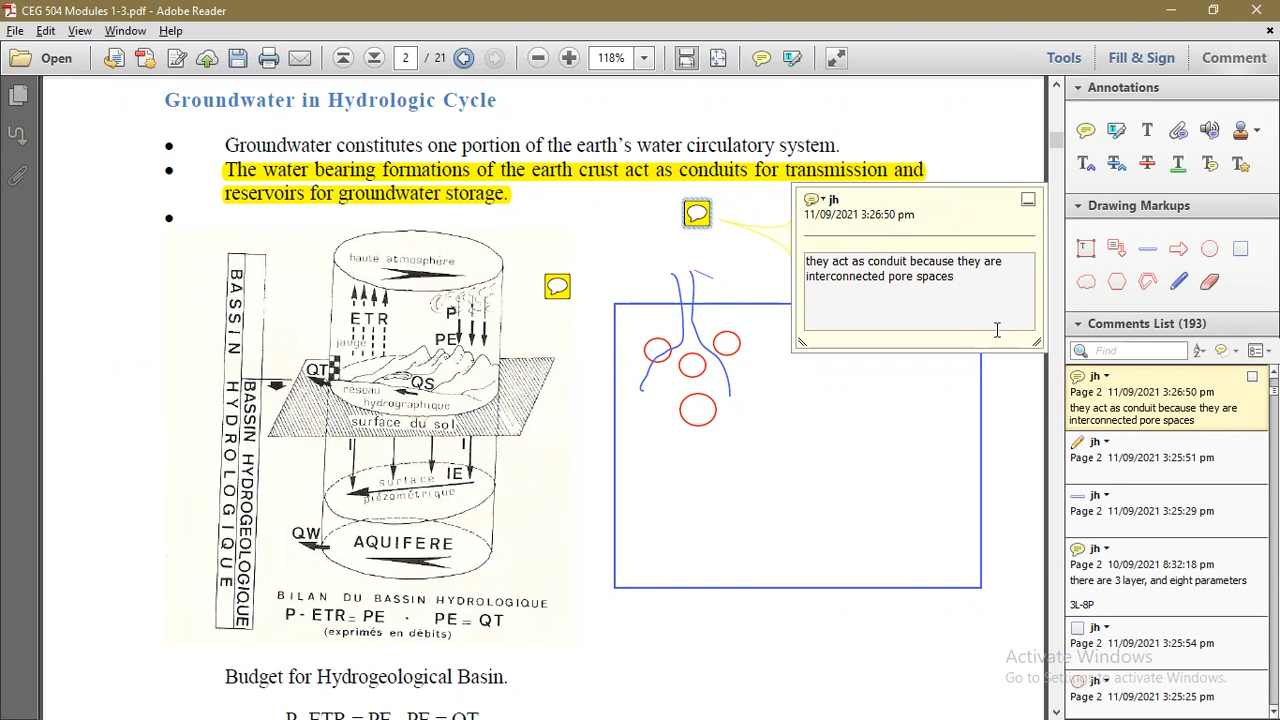 CEG 504 Modules 1-3.pdf - Adobe Reader
File Edit View Window Help
Open 2 / 21 118% Tools Fill & Sign Comment
Groundwater in Hydrologic Cycle
• Groundwater constitutes one portion of the earth's water circulatory system.
• The water bearing formations of the earth crust act as conduits for transmission and
reservoirs for groundwater storage.
•
BASSIN HYDROLOGIQUE
BASSIN HYDROGEOLOGIQUE
haute atmosphère
E T R
P
PE
jauge
QT
QS
reseau
hydrographique
surface du sol
I I
IE
surface
piézométrique
QW
AQUIFERE
BILAN DU BASSIN HYDROLOGIQUE
P - ETR = PE · PE = QT
(exprimés en débits)
Budget for Hydrogeological Basin.
P- ETR = PE PE = QT
jh
11/09/2021 3:26:50 pm
they act as conduit because they are
interconnected pore spaces
Annotations
Drawing Markups
Comments List (193)
Find
jh
Page 2 11/09/2021 3:26:50 pm
they act as conduit because they are
interconnected pore spaces
jh
Page 2 11/09/2021 3:25:51 pm
jh
Page 2 11/09/2021 3:25:29 pm
jh
Page 2 10/09/2021 8:32:18 pm
there are 3 layer, and eight parameters
3L-8P
jh
Page 2 11/09/2021 3:25:54 pm
jh
Page 2 11/09/2021 3:25:25 pm
Activate Windows
Go to Settings to activate Windows.